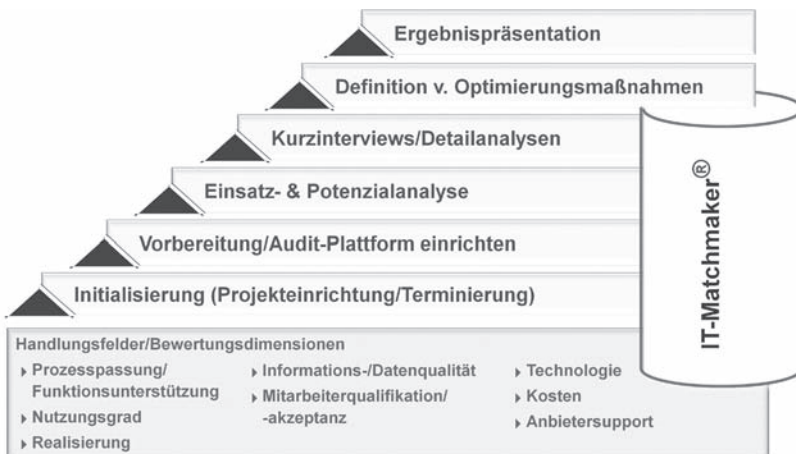 Ergebnispräsentation
Definition v. Optimierungsmaßnahmen
Kurzinterviews/Detailanalysen
Einsatz- & Potenzialanalyse
Vorbereitung/Audit-Plattform einrichten
Initialisierung (Projekteinrichtung/Terminierung)
IT-Matchmaker®
Handlungsfelder/Bewertungsdimensionen
Prozesspassung/
Funktionsunterstützung
Nutzungsgrad
Realisierung
Informations-/Datenqualität
Mitarbeiterqualifikation/
-akzeptanz
Technologie
Kosten
Anbietersupport